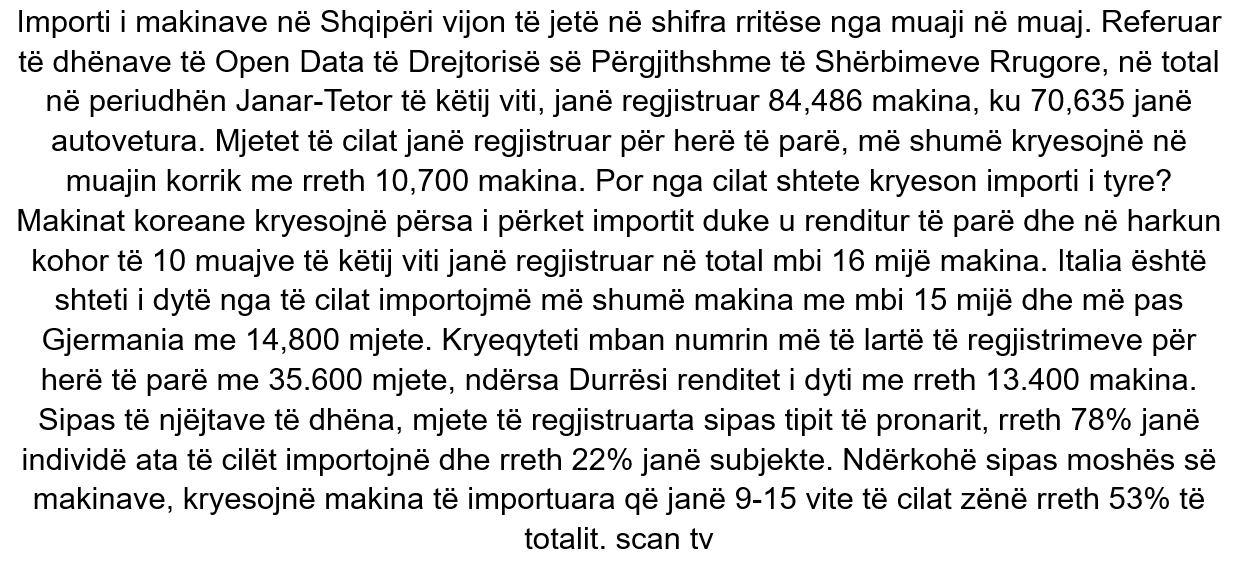 Importi i makinave në Shqipëri vijon të jetë në shifra rritëse nga muaji në muaj. Referuar
të dhënave të Open Data të Drejtorisë së Përgjithshme të Shërbimeve Rrugore, në total
në periudhën Janar-Tetor të këtij viti, janë regjistruar 84,486 makina, ku 70,635 janë
autovetura. Mjetet të cilat janë regjistruar për herë të parë, më shumë kryesojnë në
muajin korrik me rreth 10,700 makina. Por nga cilat shtete kryeson importi i tyre?
Makinat koreane kryesojnë përsa i përket importit duke u renditur të parë dhe në harkun
kohor të 10 muajve të këtij viti janë regjistruar në total mbi 16 mijë makina. Italia është
shteti i dytë nga të cilat importojmë më shumë makina me mbi 15 mijë dhe më pas
Gjermania me 14,800 mjete. Kryeqyteti mban numrin më të lartë të regjistrimeve për
herë të parë me 35.600 mjete, ndërsa Durrësi renditet i dyti me rreth 13.400 makina.
Sipas të njëjtave të dhëna, mjete të regjistruarta sipas tipit të pronarit, rreth 78% janë
individë ata të cilët importojnë dhe rreth 22% janë subjekte. Ndërkohë sipas moshës së
makinave, kryesojnë makina të importuara që janë 9-15 vite të cilat zënë rreth 53% të
totalit. scan tv